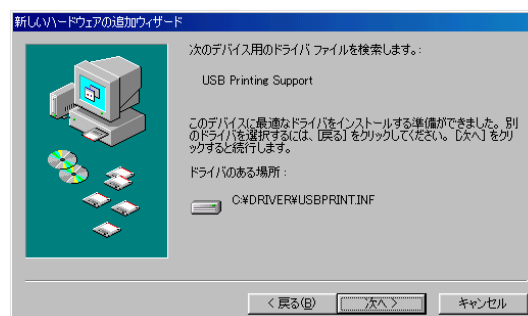 新しいハードウェアの追加ウィザード
次のデバイス用のドライバ ファイルを検索します。:
USB Printing Support
このデバイスに最適なドライバをインストールする準備ができました。別
のドライバを選択するには、[戻る] をクリックしてください。[次へ] をクリ
ックすると続行します。
ドライバのある場所 :
C:¥DRIVER¥USBPRINT.INF
< 戻る(B)
次へ >
キャンセル